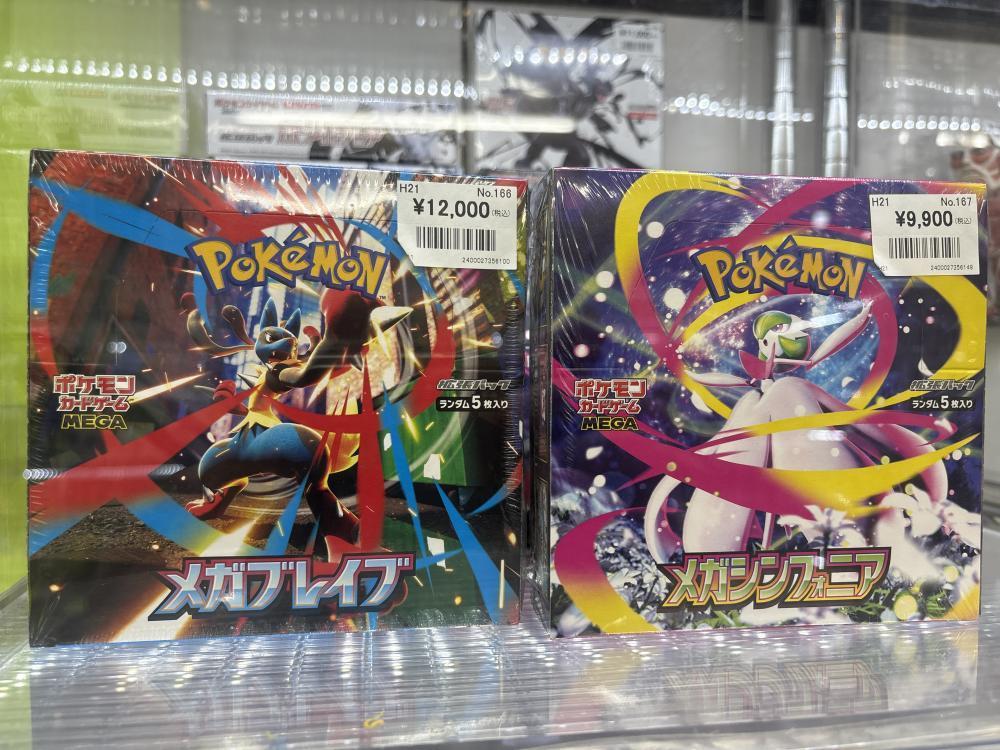 H21 No.166
¥12,000(税込)
2400027356100
POKéMON
ポケモン
カードゲーム
MEGA
拡張パック
ランダム5枚入り
メガブレイブ
H21 No.167
¥9,900(税込)
H21 2400027356148
POKéMON
ポケモン
カードゲーム
MEGA
拡張パック
ランダム5枚入り
メガシンフォニア